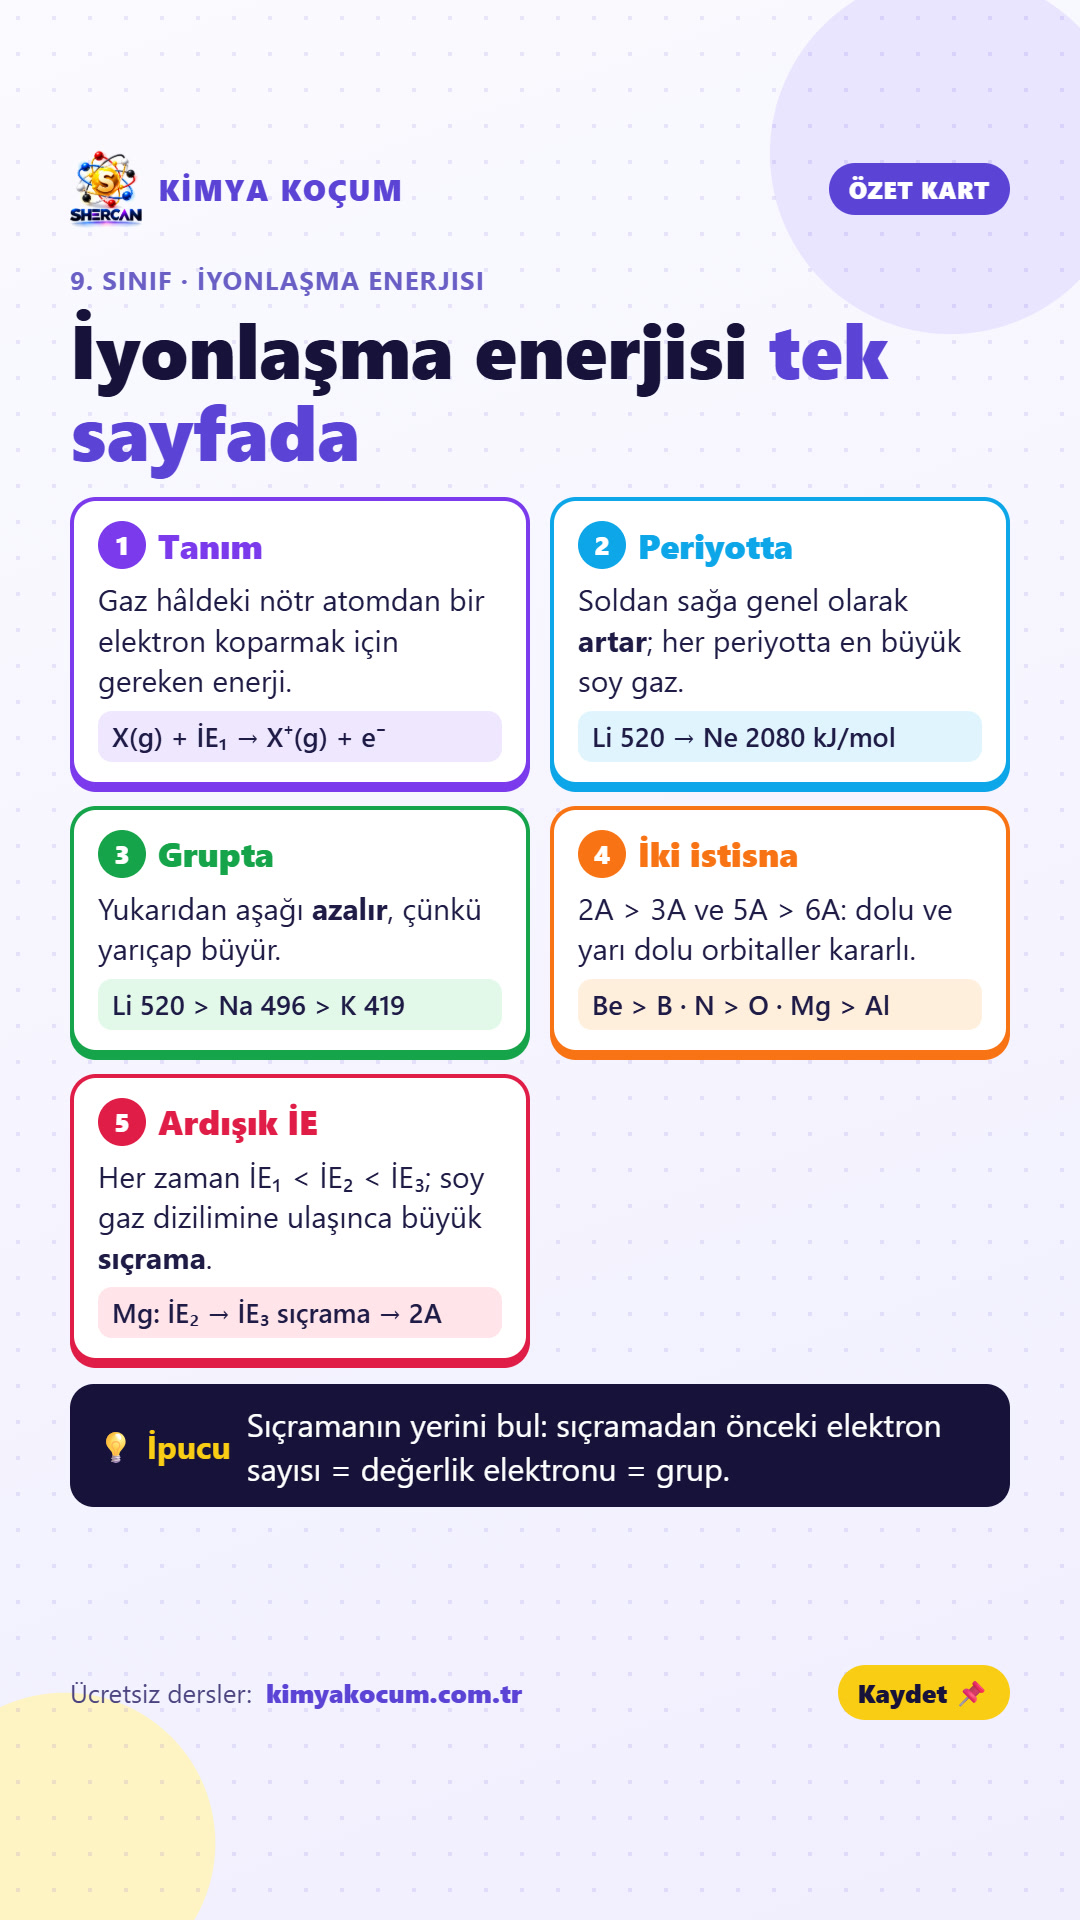 S
SHERCAN
KİMYA KOÇUM
ÖZET KART
9. SINIF · İYONLAŞMA ENERJISI
İyonlaşma enerjisi tek
sayfada
1 Tanım
Gaz hâldeki nötr atomdan bir
elektron koparmak için
gereken enerji.
X(g) + İE₁ → X⁺(g) + e⁻
2 Periyotta
Soldan sağa genel olarak
artar; her periyotta en büyük
soy gaz.
Li 520 → Ne 2080 kJ/mol
3 Grupta
Yukarıdan aşağı azalır, çünkü
yarıçap büyür.
Li 520 > Na 496 > K 419
4 İki istisna
2A > 3A ve 5A > 6A: dolu ve
yarı dolu orbitaller kararlı.
Be > B · N > O · Mg > Al
5 Ardışık İE
Her zaman İE₁ < İE₂ < İE₃; soy
gaz dizilimine ulaşınca büyük
sıçrama.
Mg: İE₂ → İE₃ sıçrama → 2A
💡 İpucu
Sıçramanın yerini bul: sıçramadan önceki elektron
sayısı = değerlik elektronu = grup.
Ücretsiz dersler: kimyakocum.com.tr
Kaydet 📌